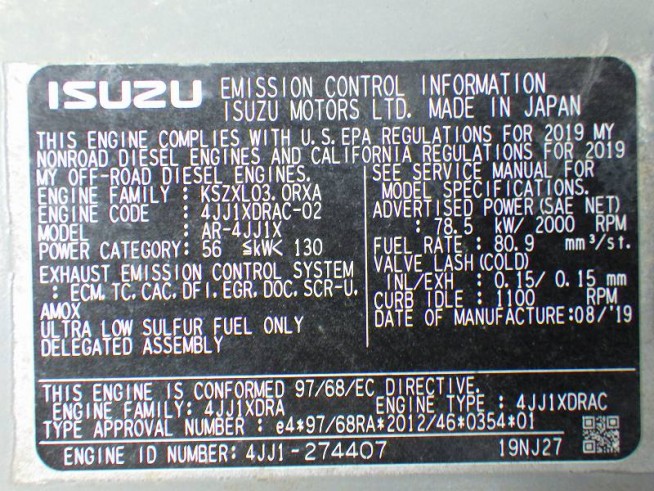 ISUZU EMISSION CONTROL INFORMATION
ISUZU MOTORS LTD. MADE IN JAPAN
THIS ENGINE COMPLIES WITH U.S.EPA REGULATIONS FOR 2019 MY
NONROAD DIESEL ENGINES AND CALIFORNIA REGULATIONS FOR 2019
MY OFF-ROAD DIESEL ENGINES.
ENGINE FAMILY : KSZXL03.0RXA
ENGINE CODE : 4JJ1XDRAC-02
MODEL : AR-4JJ1X
POWER CATEGORY: 56 ≦kW< 130
EXHAUST EMISSION CONTROL SYSTEM
: ECM, TC, CAC, DFI, EGR, DOC, SCR-U,
AMOX
ULTRA LOW SULFUR FUEL ONLY
DELEGATED ASSEMBLY
SEE SERVICE MANUAL FOR
MODEL SPECIFICATIONS.
ADVERTISED POWER(SAE NET)
: 78.5 kW/ 2000 RPM
FUEL RATE : 80.9 mm³/st.
VALVE LASH(COLD)
INL/EXH : 0.15/ 0.15 mm
CURB IDLE : 1100 RPM
DATE OF MANUFACTURE:08/'19
THIS ENGINE IS CONFORMED 97/68/EC DIRECTIVE.
ENGINE FAMILY: 4JJ1XDRA ENGINE TYPE : 4JJ1XDRAC
TYPE APPROVAL NUMBER : e4*97/68RA*2012/46*0354*01
ENGINE ID NUMBER: 4JJ1-274407 19NJ27